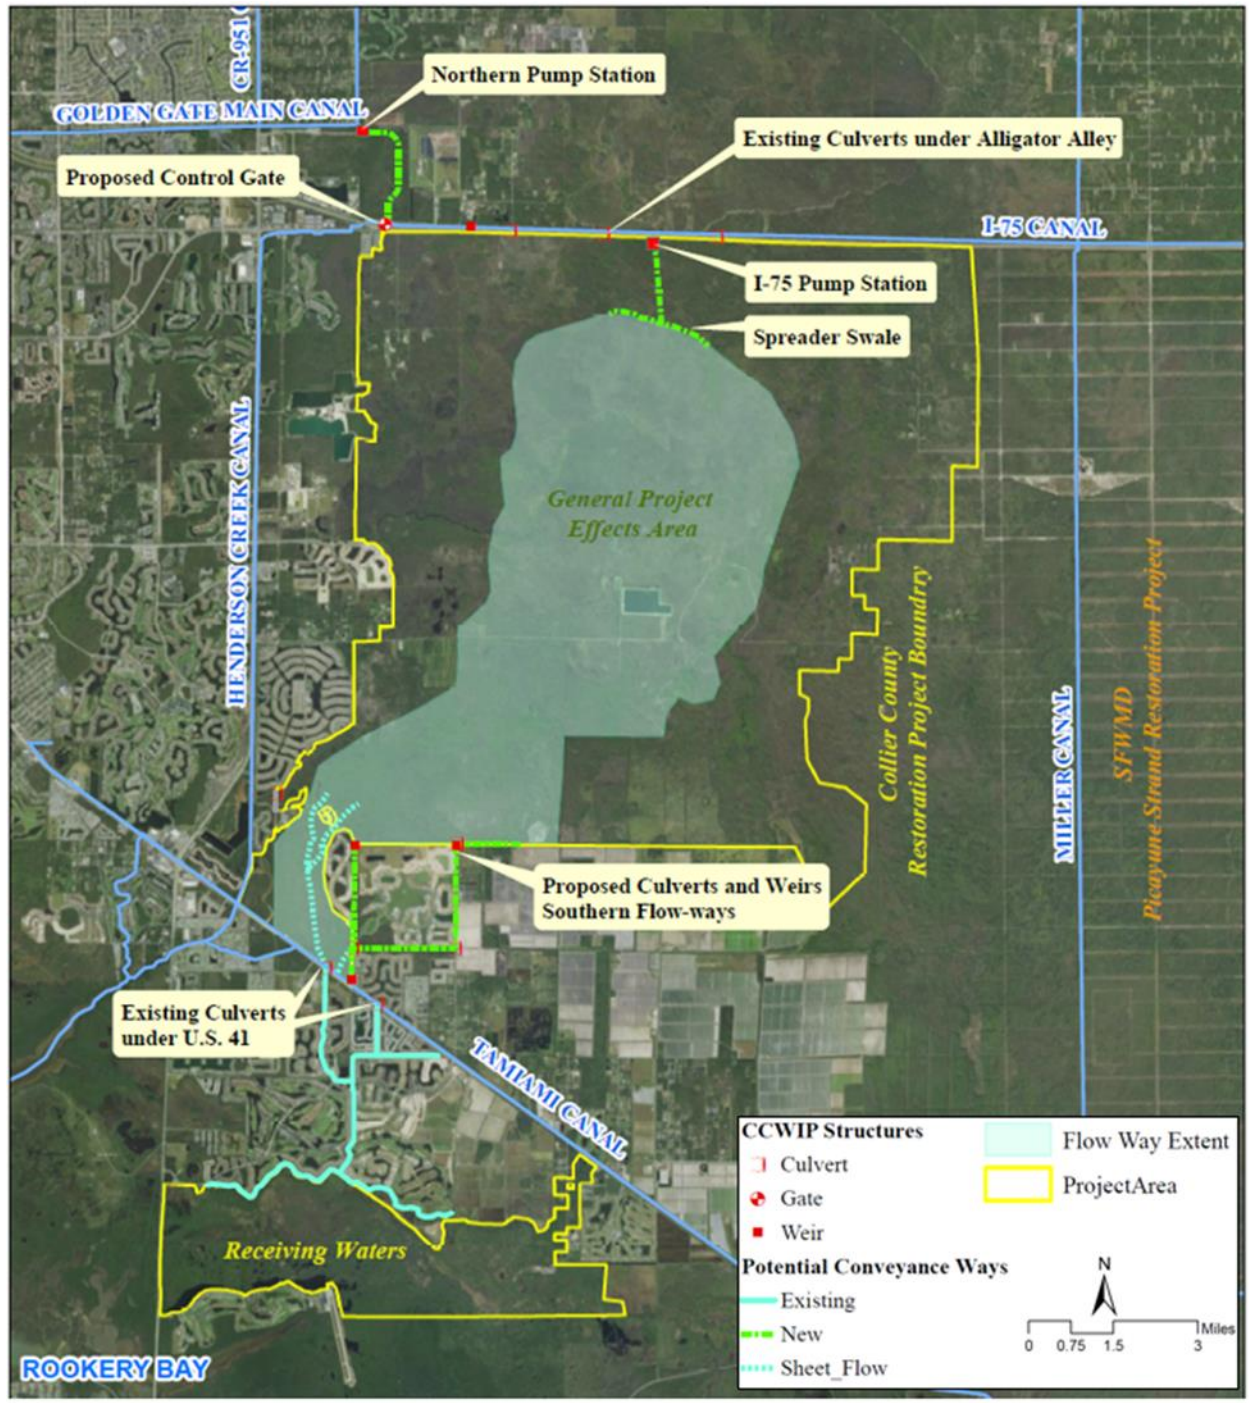 CR-951 C
Northern Pump Station
GOLDEN GATE MAIN CANAL
Existing Culverts under Alligator Alley
Proposed Control Gate
I-75 CANAL
I-75 Pump Station
Spreader Swale
HENDERSON CREEK CANAL
General Project
Effects Area
Collier County
Restoration Project Boundry
MILLER CANAL
SFWMD
Picayune Strand Restoration Project
Proposed Culverts and Weirs
Southern Flow-ways
Existing Culverts
under U.S. 41
TAMIAMI CANAL
Receiving Waters
ROOKERY BAY
CCWIP Structures
Culvert
Gate
Weir
Potential Conveyance Ways
Existing
New
Sheet_Flow
Flow Way Extent
ProjectArea
N
Miles
0 0.75 1.5 3